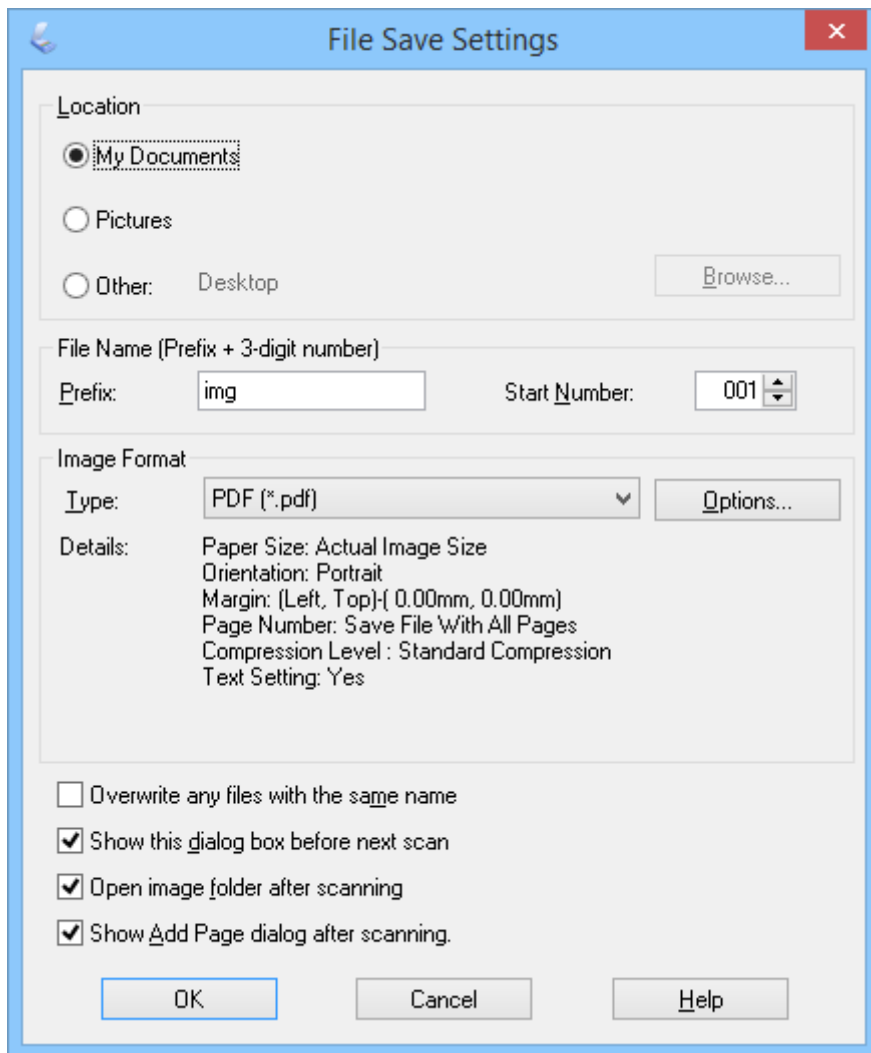 File Save Settings
Location
My Documents
Pictures
Other: Desktop Browse...
File Name (Prefix + 3-digit number)
Prefix: img Start Number: 001
Image Format
Type: PDF (*.pdf) Options...
Details: Paper Size: Actual Image Size
Orientation: Portrait
Margin: (Left, Top)-( 0.00mm, 0.00mm)
Page Number: Save File With All Pages
Compression Level : Standard Compression
Text Setting: Yes
Overwrite any files with the same name
Show this dialog box before next scan
Open image folder after scanning
Show Add Page dialog after scanning.
OK Cancel Help